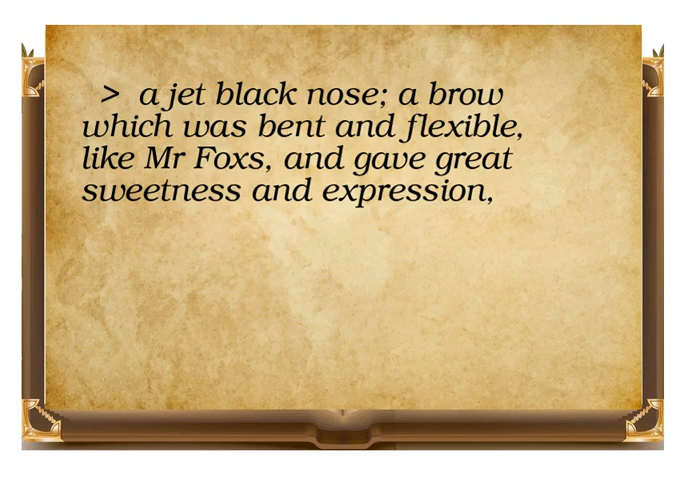 > a jet black nose; a brow
which was bent and flexible,
like Mr Foxs, and gave great
sweetness and expression,